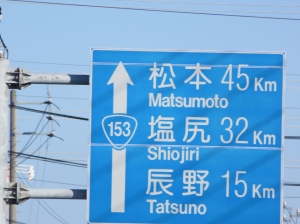 松本 45 Km
Matsumoto
153
塩尻 32 Km
Shiojiri
辰野 15 Km
Tatsuno